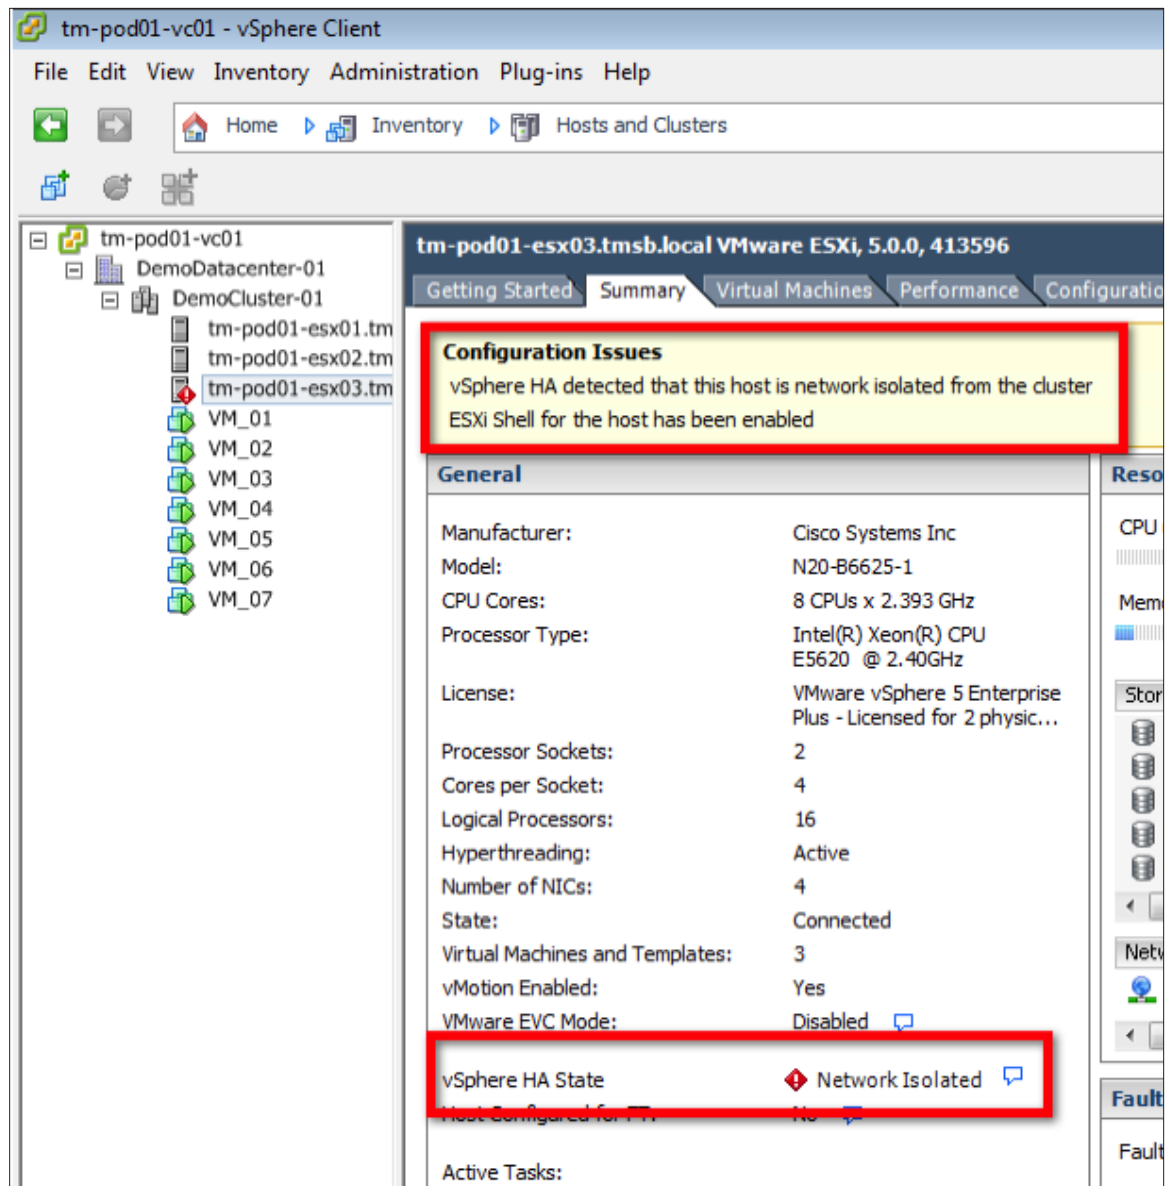 tm-pod01-vc01 - vSphere Client
File Edit View Inventory Administration Plug-ins Help
Home Inventory Hosts and Clusters
tm-pod01-vc01
DemoDatacenter-01
DemoCluster-01
tm-pod01-esx01.tm
tm-pod01-esx02.tm
tm-pod01-esx03.tm
VM_01
VM_02
VM_03
VM_04
VM_05
VM_06
VM_07
tm-pod01-esx03.tmsb.local VMware ESXi, 5.0.0, 413596
Getting Started Summary Virtual Machines Performance Configuratio
Configuration Issues
vSphere HA detected that this host is network isolated from the cluster
ESXi Shell for the host has been enabled
General
Manufacturer: Cisco Systems Inc
Model: N20-B6625-1
CPU Cores: 8 CPUs x 2.393 GHz
Processor Type: Intel(R) Xeon(R) CPU
E5620 @ 2.40GHz
License: VMware vSphere 5 Enterprise
Plus - Licensed for 2 physic...
Processor Sockets: 2
Cores per Socket: 4
Logical Processors: 16
Hyperthreading: Active
Number of NICs: 4
State: Connected
Virtual Machines and Templates: 3
vMotion Enabled: Yes
VMware EVC Mode: Disabled
vSphere HA State Network Isolated
Host Configured for FT: No
Active Tasks:
Reso
CPU
Mem
Stor
Netw
Fault
Fault